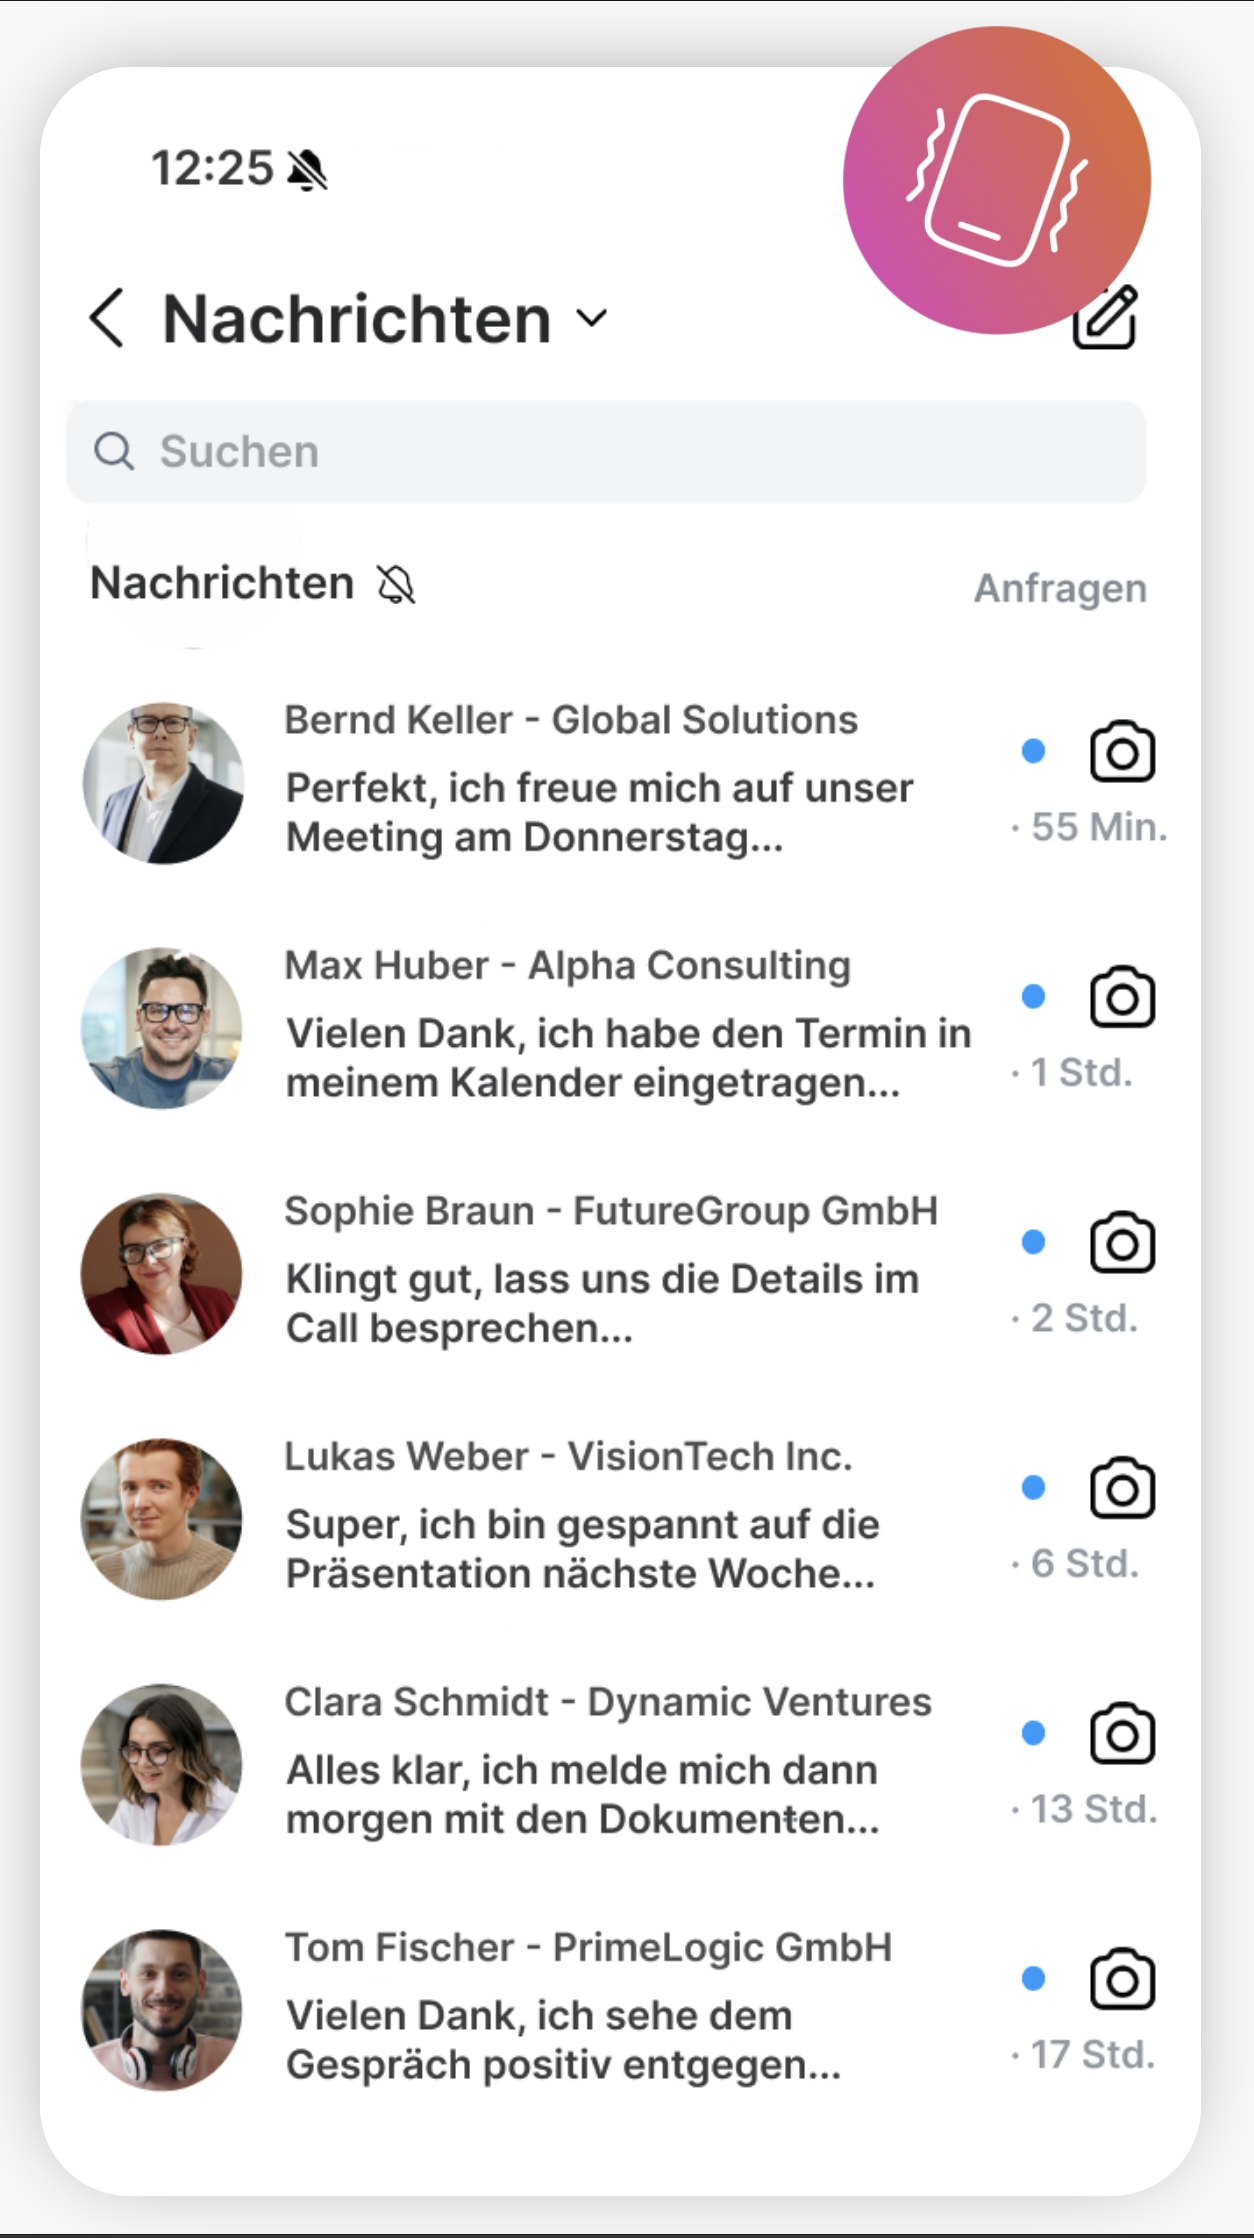 12:25
Nachrichten
Suchen
Nachrichten
Anfragen
Bernd Keller - Global Solutions
Perfekt, ich freue mich auf unser
Meeting am Donnerstag...
· 55 Min.
Max Huber - Alpha Consulting
Vielen Dank, ich habe den Termin in
meinem Kalender eingetragen...
· 1 Std.
Sophie Braun - FutureGroup GmbH
Klingt gut, lass uns die Details im
Call besprechen...
· 2 Std.
Lukas Weber - VisionTech Inc.
Super, ich bin gespannt auf die
Präsentation nächste Woche...
· 6 Std.
Clara Schmidt - Dynamic Ventures
Alles klar, ich melde mich dann
morgen mit den Dokumenten...
· 13 Std.
Tom Fischer - PrimeLogic GmbH
Vielen Dank, ich sehe dem
Gespräch positiv entgegen...
· 17 Std.